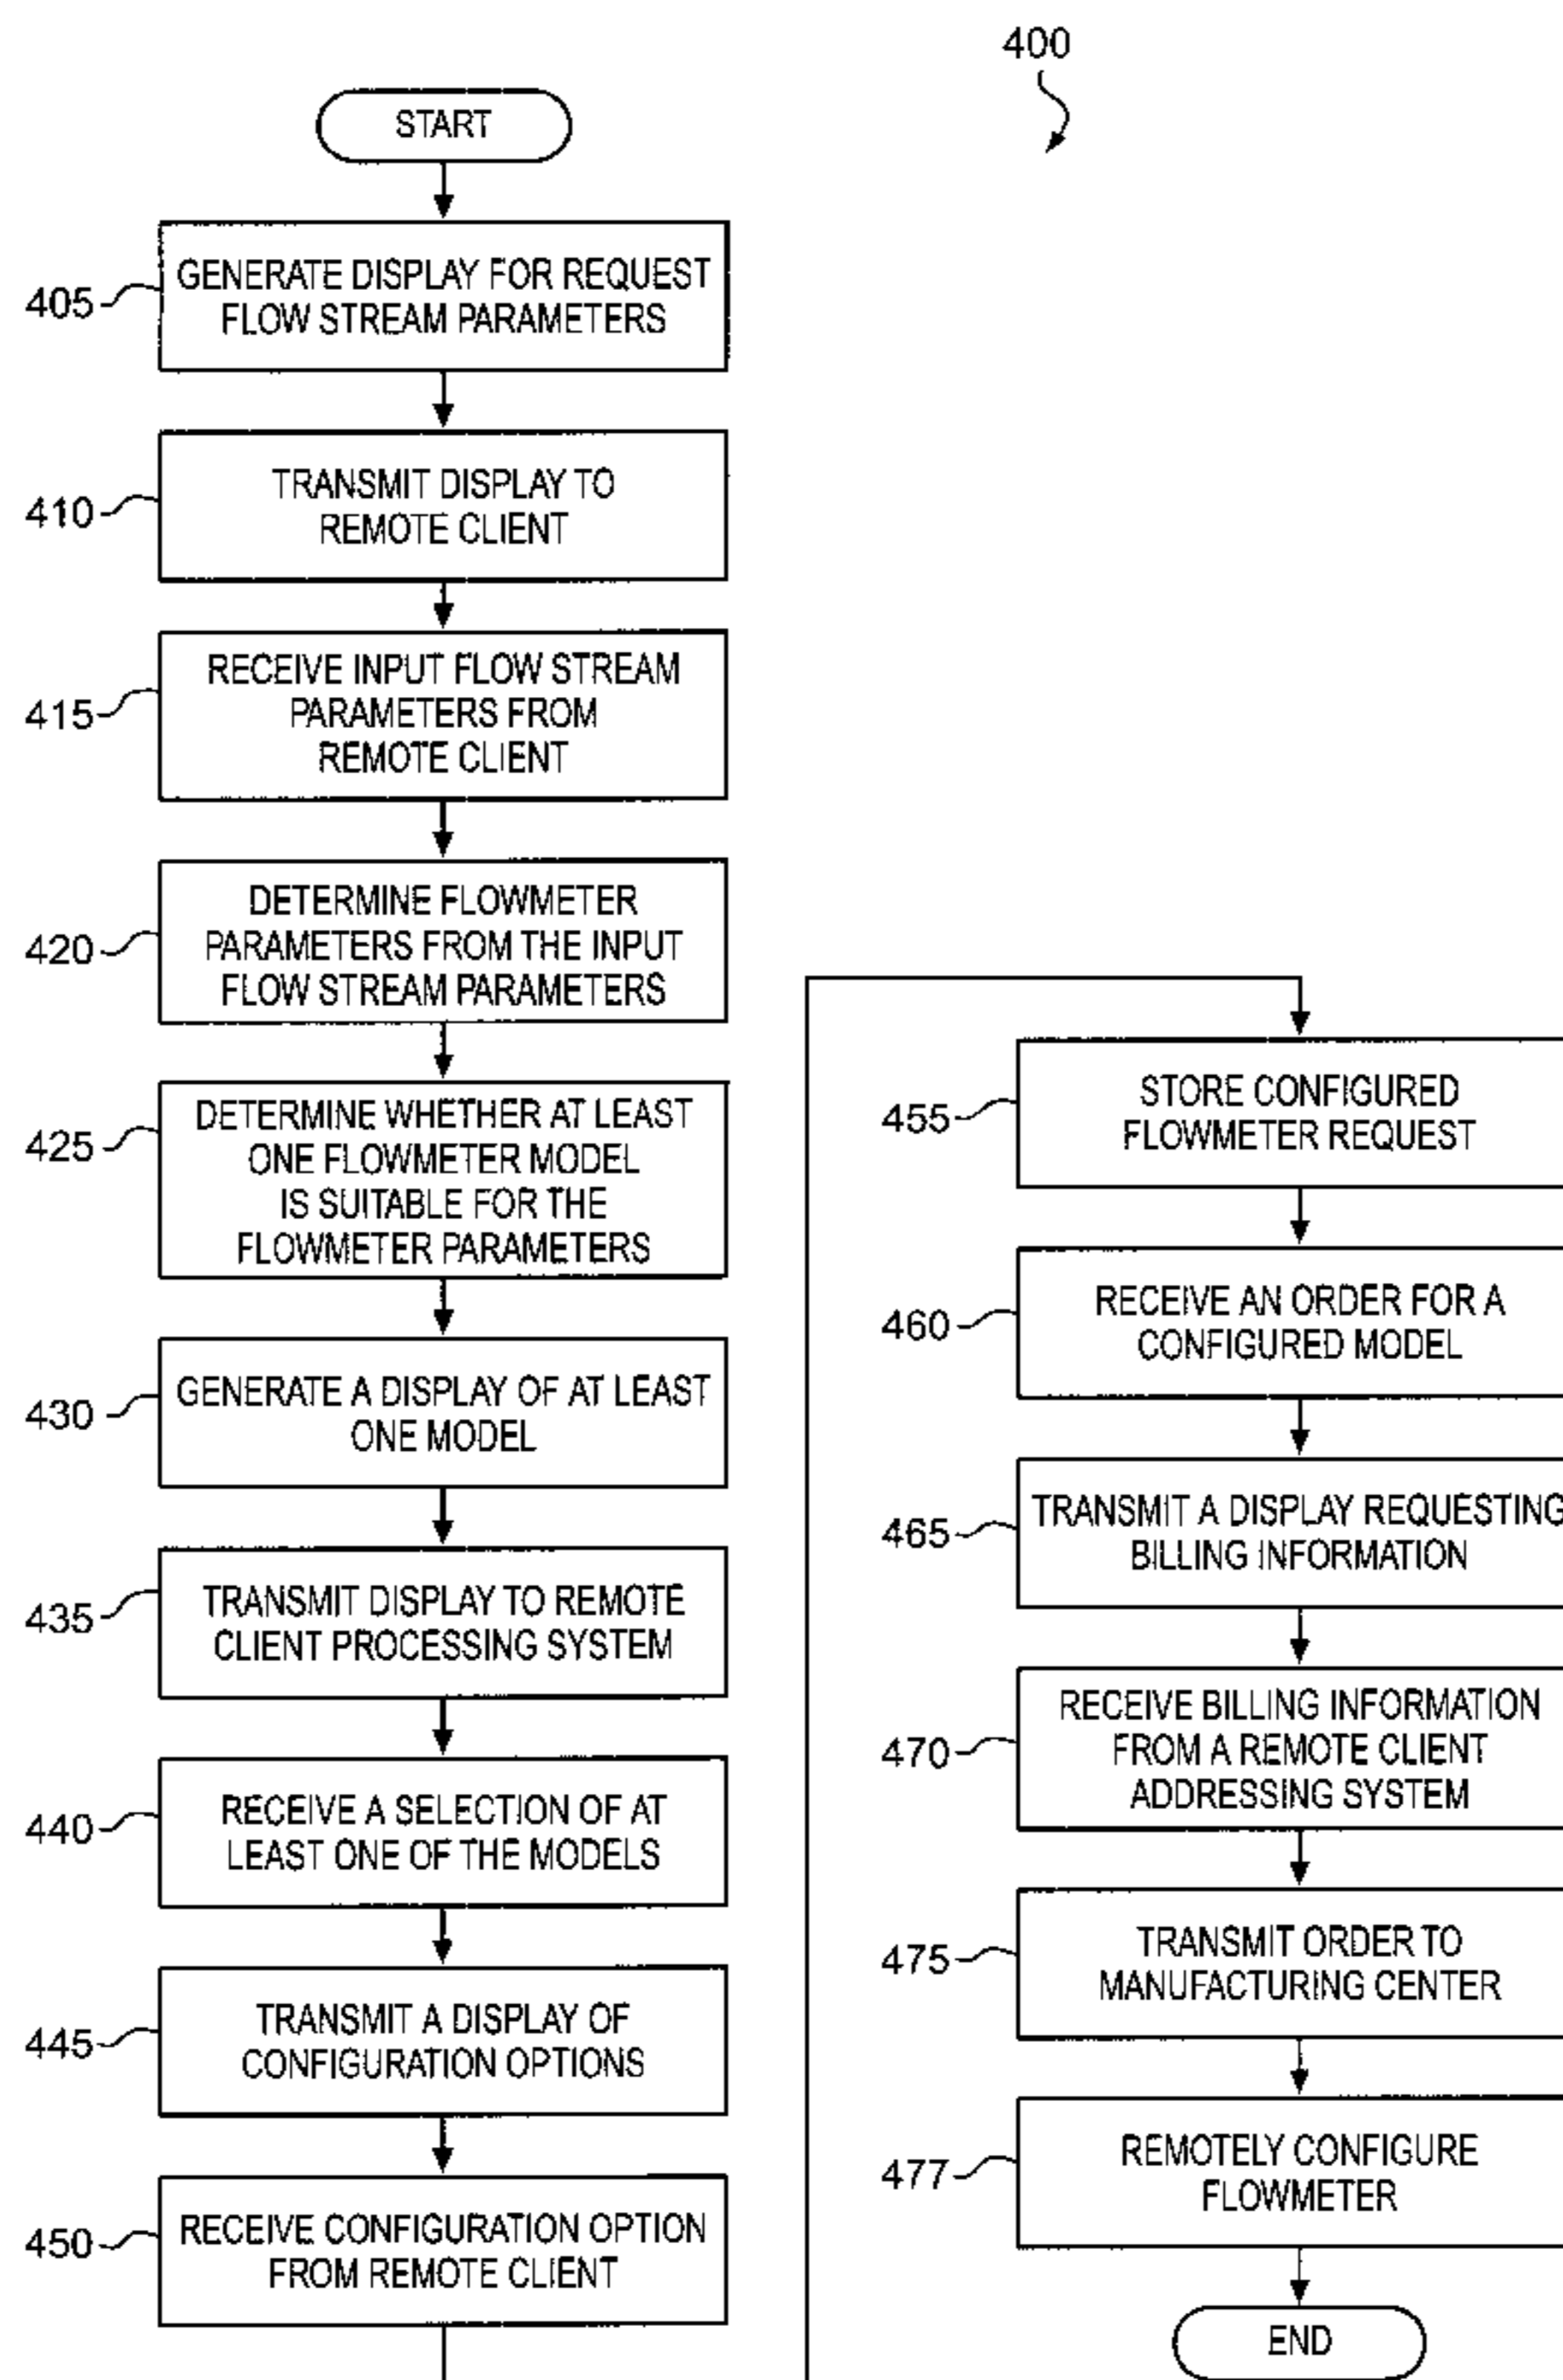 400
START
405
GENERATE DISPLAY FOR REQUEST
FLOW STREAM PARAMETERS
410
TRANSMIT DISPLAY TO
REMOTE CLIENT
415
RECEIVE INPUT FLOW STREAM
PARAMETERS FROM
REMOTE CLIENT
420
DETERMINE FLOWMETER
PARAMETERS FROM THE INPUT
FLOW STREAM PARAMETERS
425
DETERMINE WHETHER AT LEAST
ONE FLOWMETER MODEL
IS SUITABLE FOR THE
FLOWMETER PARAMETERS
430
GENERATE A DISPLAY OF AT LEAST
ONE MODEL
435
TRANSMIT DISPLAY TO REMOTE
CLIENT PROCESSING SYSTEM
440
RECEIVE A SELECTION OF AT
LEAST ONE OF THE MODELS
445
TRANSMIT A DISPLAY OF
CONFIGURATION OPTIONS
450
RECEIVE CONFIGURATION OPTION
FROM REMOTE CLIENT
455
STORE CONFIGURED
FLOWMETER REQUEST
460
RECEIVE AN ORDER FOR A
CONFIGURED MODEL
465
TRANSMIT A DISPLAY REQUESTING
BILLING INFORMATION
470
RECEIVE BILLING INFORMATION
FROM A REMOTE CLIENT
ADDRESSING SYSTEM
475
TRANSMIT ORDER TO
MANUFACTURING CENTER
477
REMOTELY CONFIGURE
FLOWMETER
END